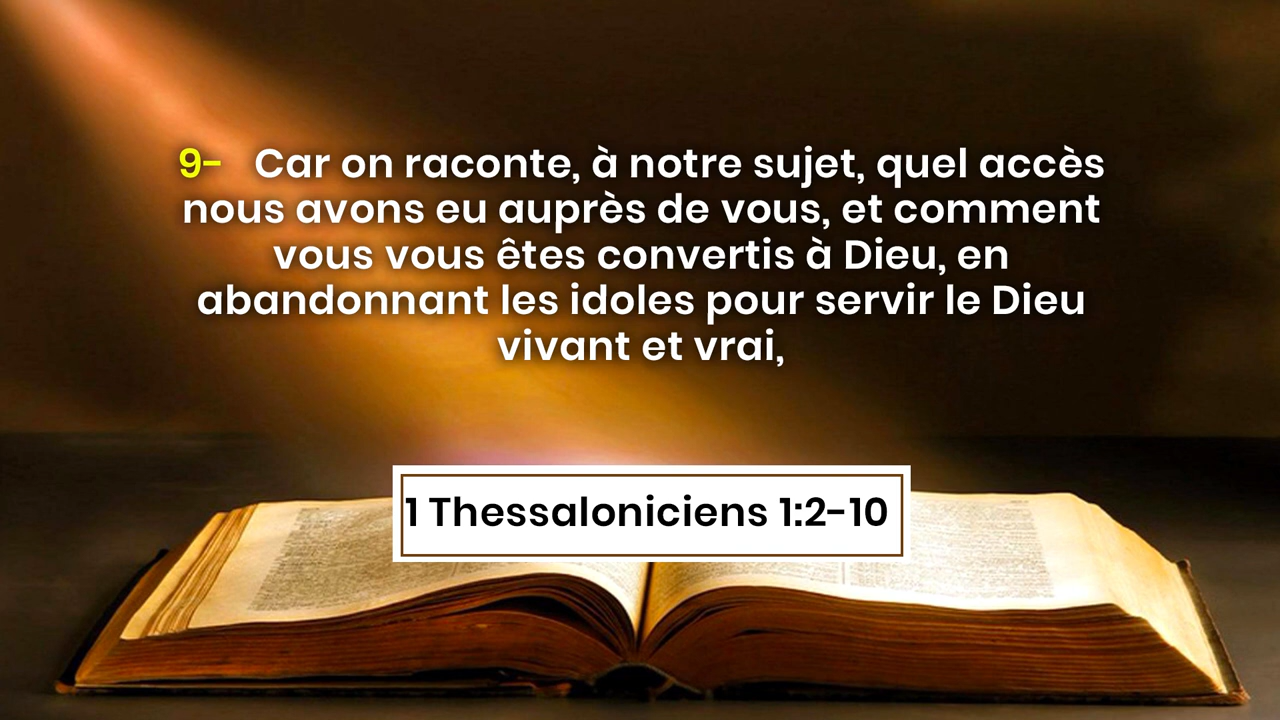 9- Car on raconte, à notre sujet, quel accès
nous avons eu auprès de vous, et comment
vous vous êtes convertis à Dieu, en
abandonnant les idoles pour servir le Dieu
vivant et vrai,
1 Thessaloniciens 1:2-10